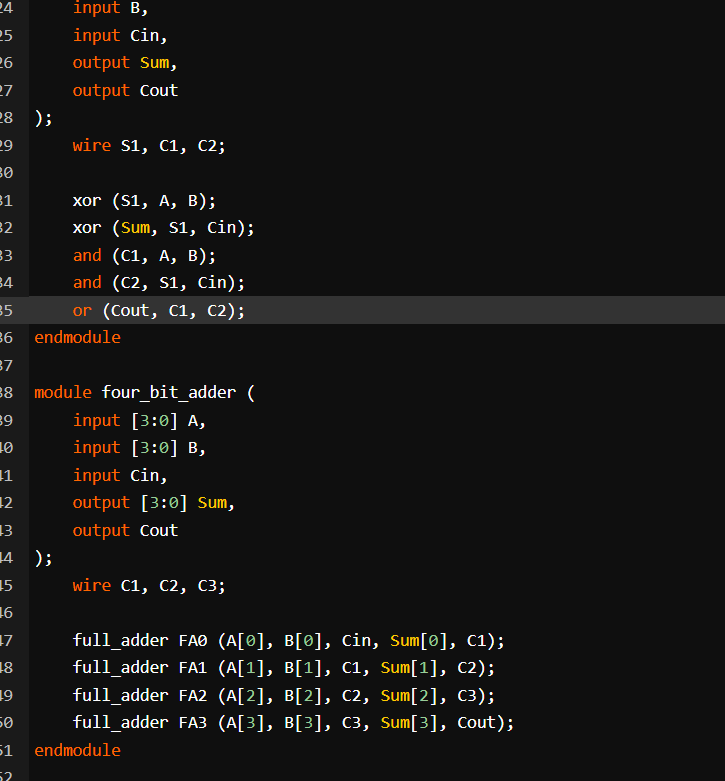 24 input B,
25 input Cin,
26 output Sum,
27 output Cout
28 );
29 wire S1, C1, C2;
30
31 xor (S1, A, B);
32 xor (Sum, S1, Cin);
33 and (C1, A, B);
34 and (C2, S1, Cin);
35 or (Cout, C1, C2);
36 endmodule
37
38 module four_bit_adder (
39 input [3:0] A,
40 input [3:0] B,
41 input Cin,
42 output [3:0] Sum,
43 output Cout
44 );
45 wire C1, C2, C3;
46
47 full_adder FA0 (A[0], B[0], Cin, Sum[0], C1);
48 full_adder FA1 (A[1], B[1], C1, Sum[1], C2);
49 full_adder FA2 (A[2], B[2], C2, Sum[2], C3);
50 full_adder FA3 (A[3], B[3], C3, Sum[3], Cout);
51 endmodule
52